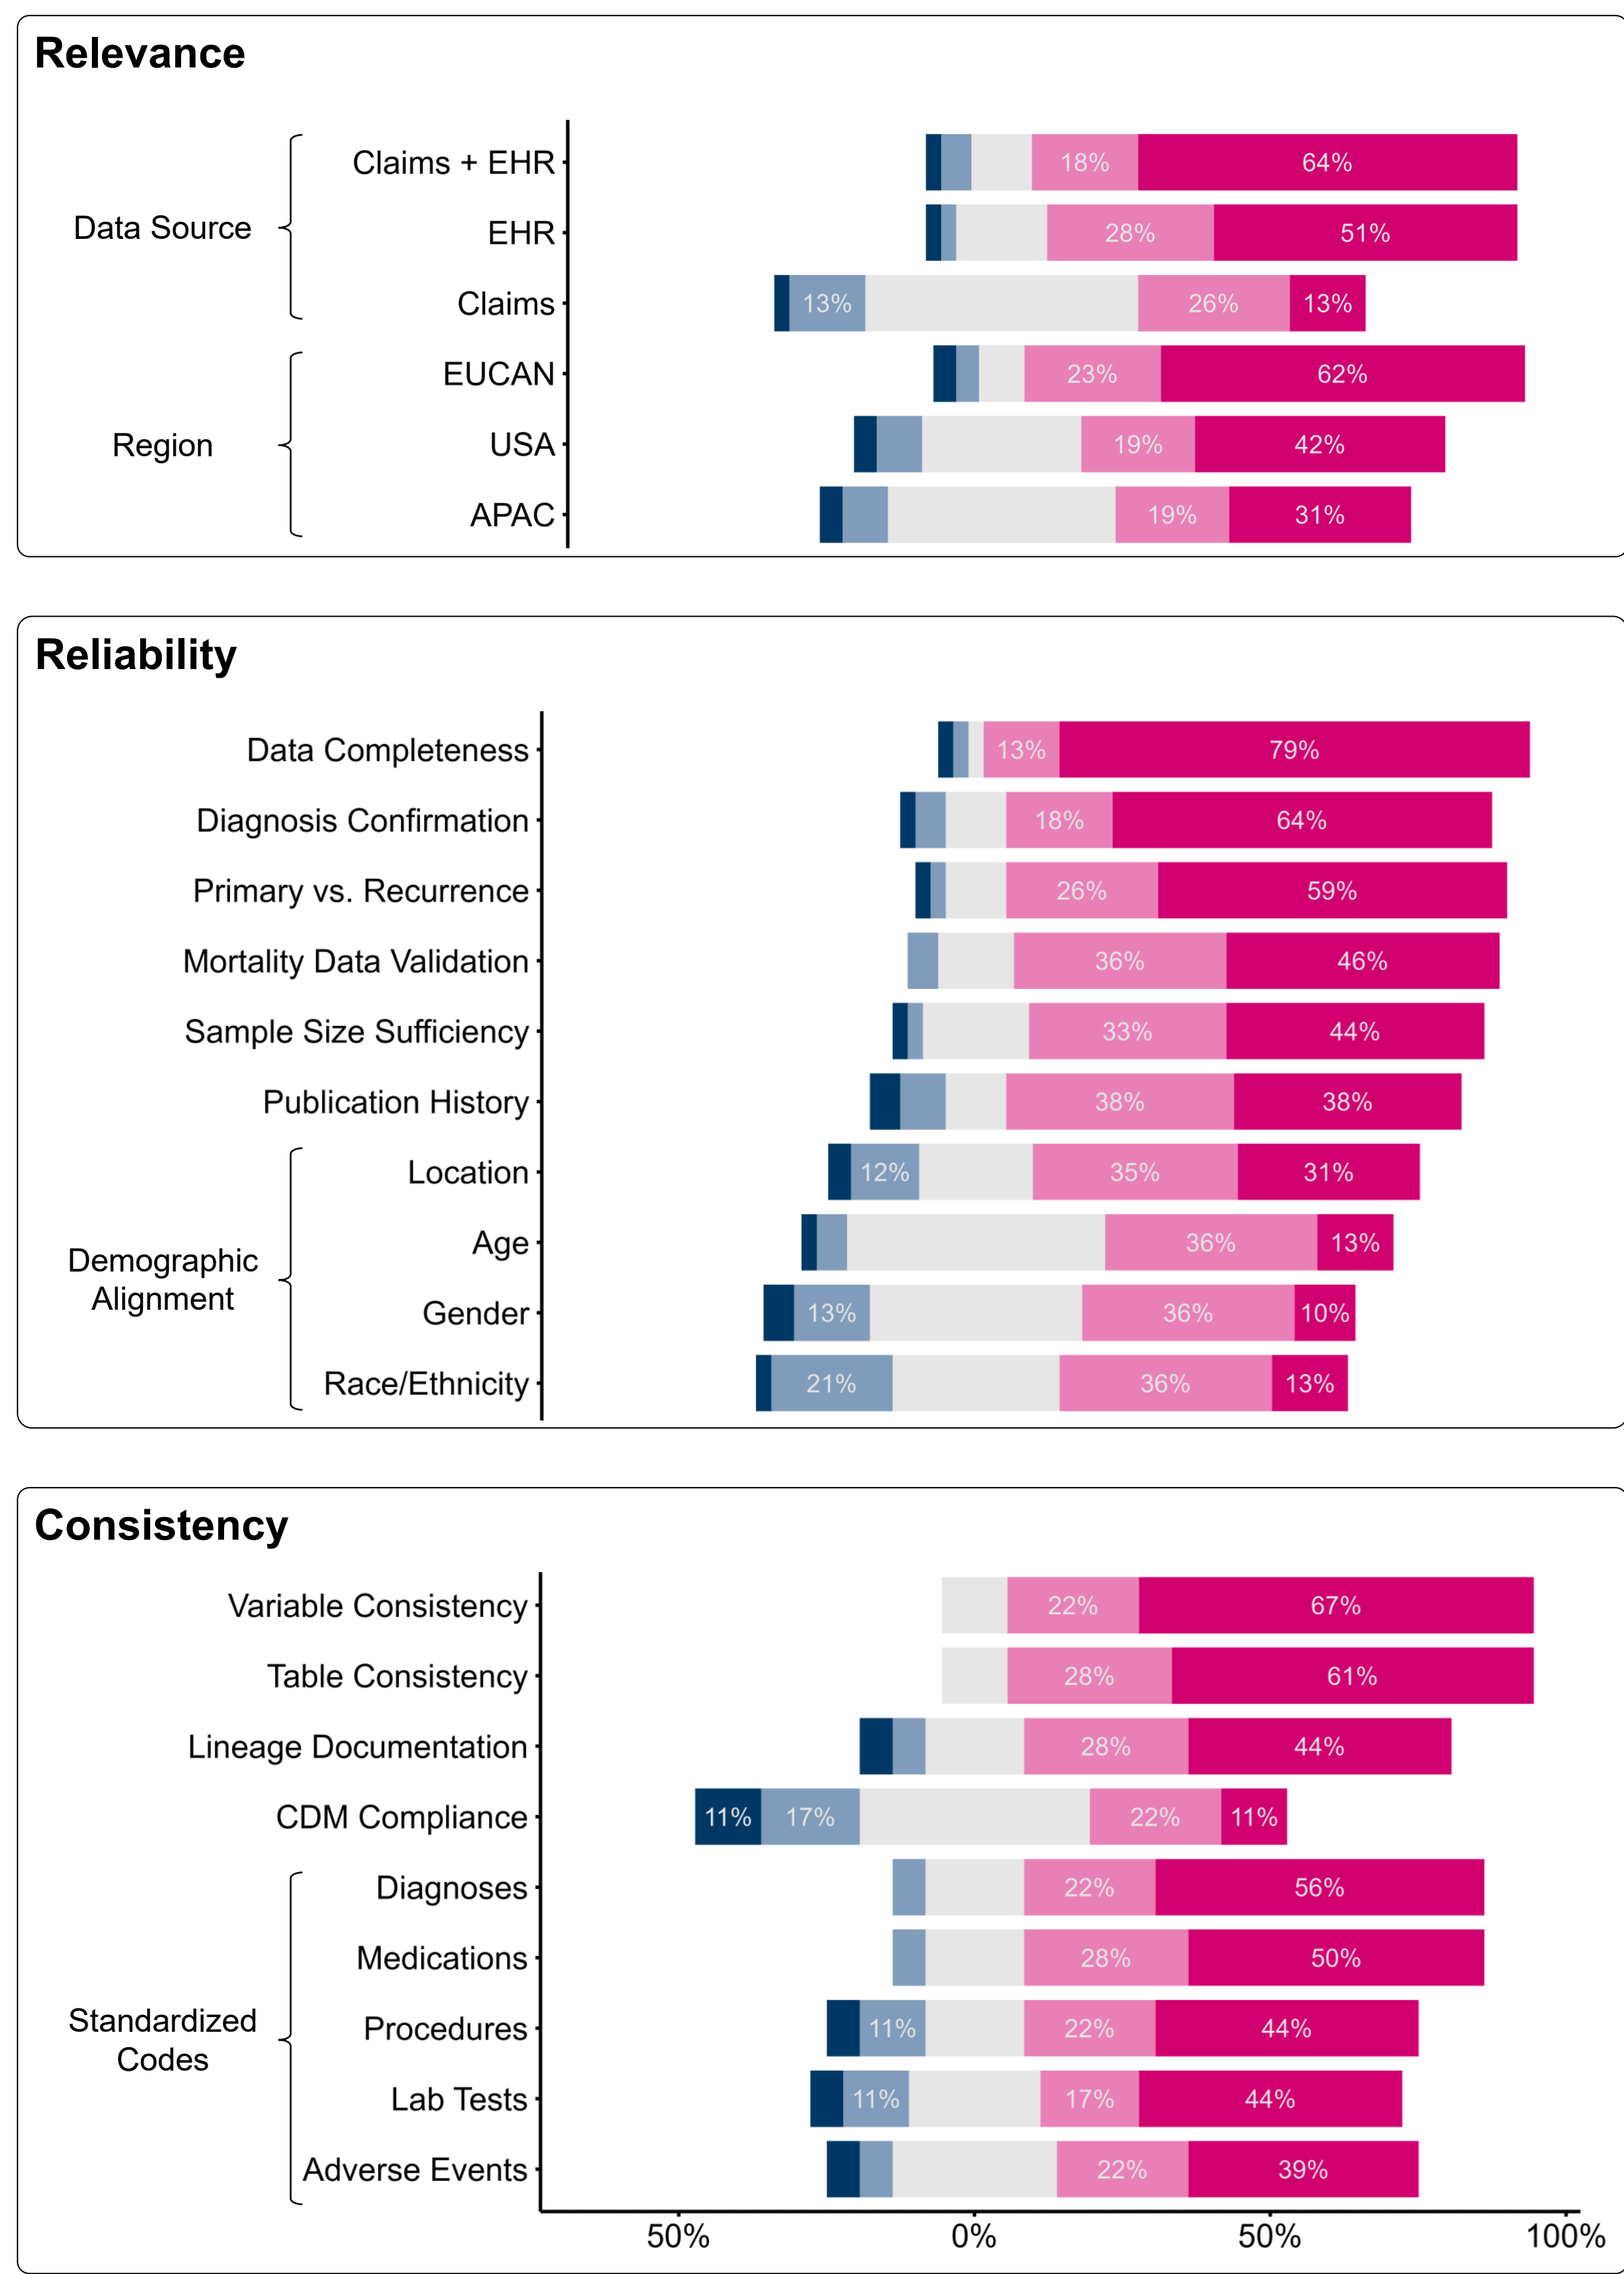 Relevance
Data Source
Claims + EHR
18%
64%
EHR
28%
51%
Claims
13%
26%
13%
Region
EUCAN
23%
62%
USA
19%
42%
APAC
19%
31%
Reliability
Data Completeness
13%
79%
Diagnosis Confirmation
18%
64%
Primary vs. Recurrence
26%
59%
Mortality Data Validation
36%
46%
Sample Size Sufficiency
33%
44%
Publication History
38%
38%
Demographic
Alignment
Location
12%
35%
31%
Age
36%
13%
Gender
13%
36%
10%
Race/Ethnicity
21%
36%
13%
Consistency
Variable Consistency
22%
67%
Table Consistency
28%
61%
Lineage Documentation
28%
44%
CDM Compliance
11%
17%
22%
11%
Standardized
Codes
Diagnoses
22%
56%
Medications
28%
50%
Procedures
11%
22%
44%
Lab Tests
11%
17%
44%
Adverse Events
22%
39%
50%
0%
50%
100%